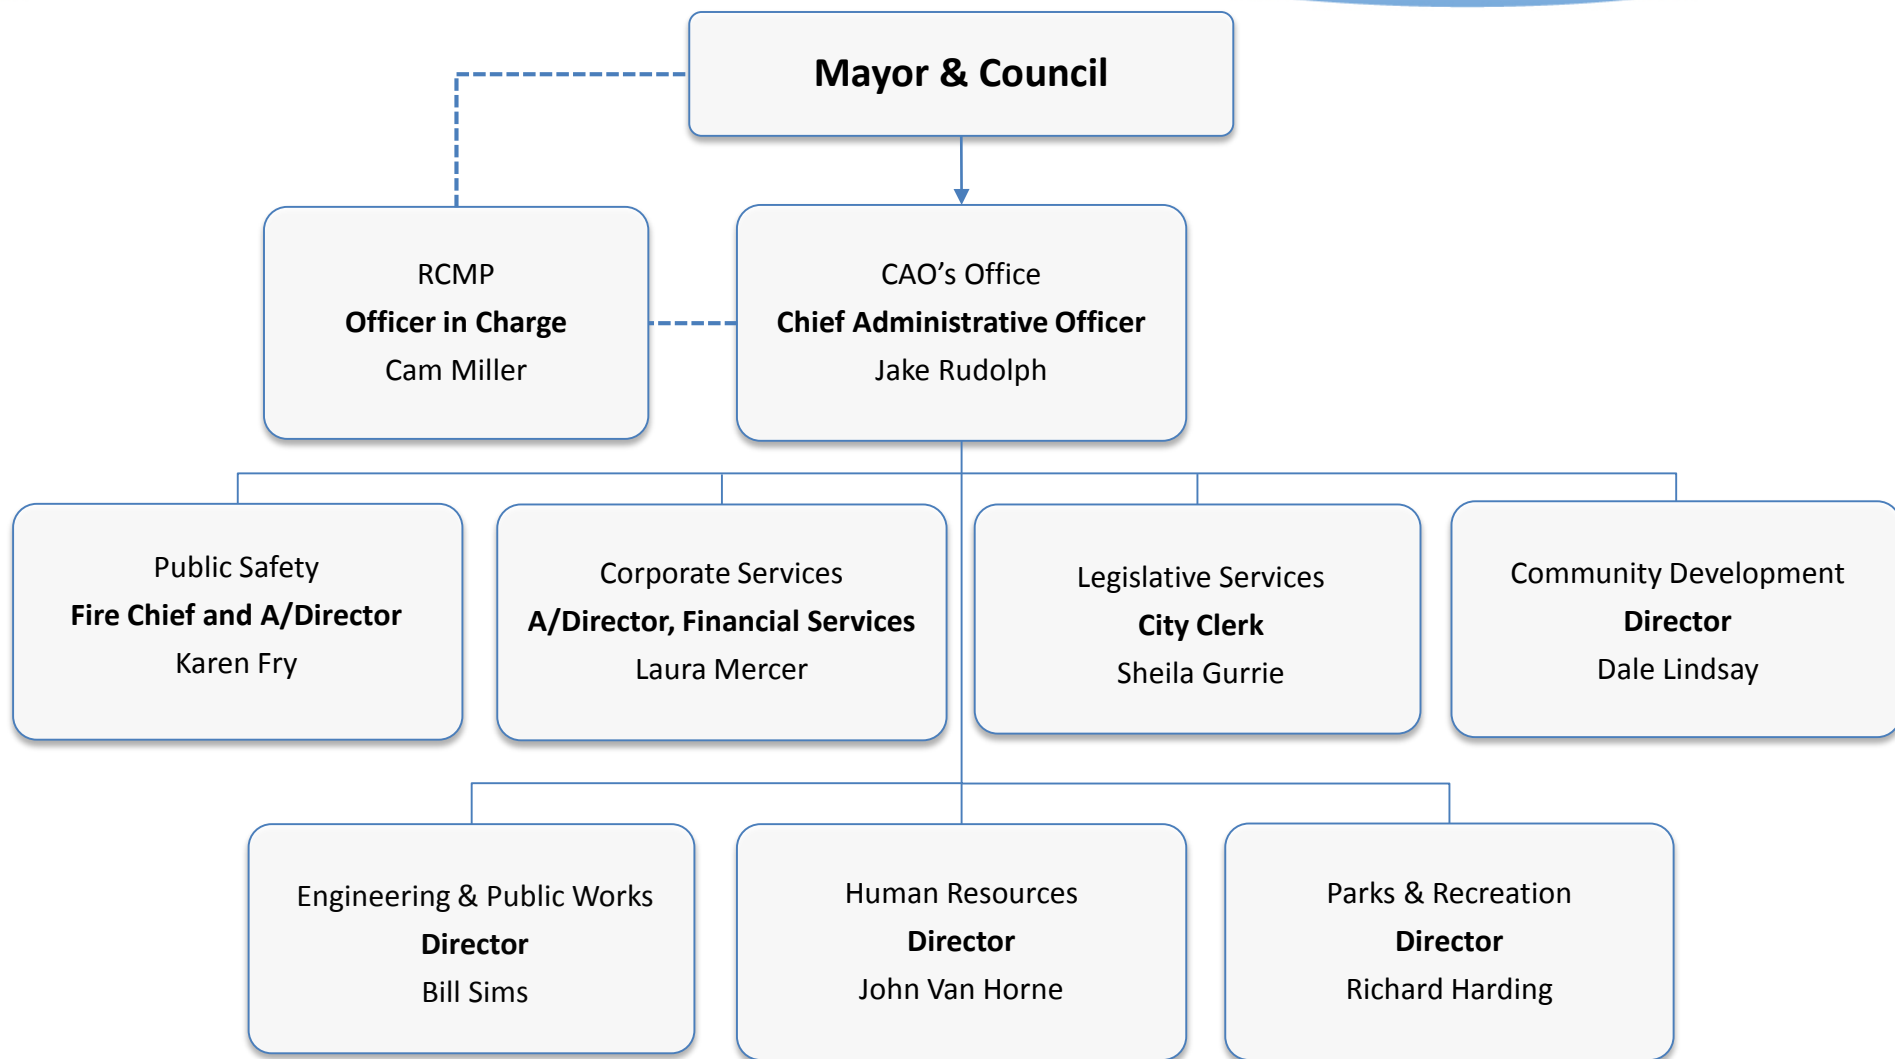 Mayor & Council
RCMP
Officer in Charge
Cam Miller
CAO’s Office
Chief Administrative Officer
Jake Rudolph
Public Safety
Fire Chief and A/Director
Karen Fry
Corporate Services
A/Director, Financial Services
Laura Mercer
Legislative Services
City Clerk
Sheila Gurrie
Community Development
Director
Dale Lindsay
Engineering & Public Works
Director
Bill Sims
Human Resources
Director
John Van Horne
Parks & Recreation
Director
Richard Harding